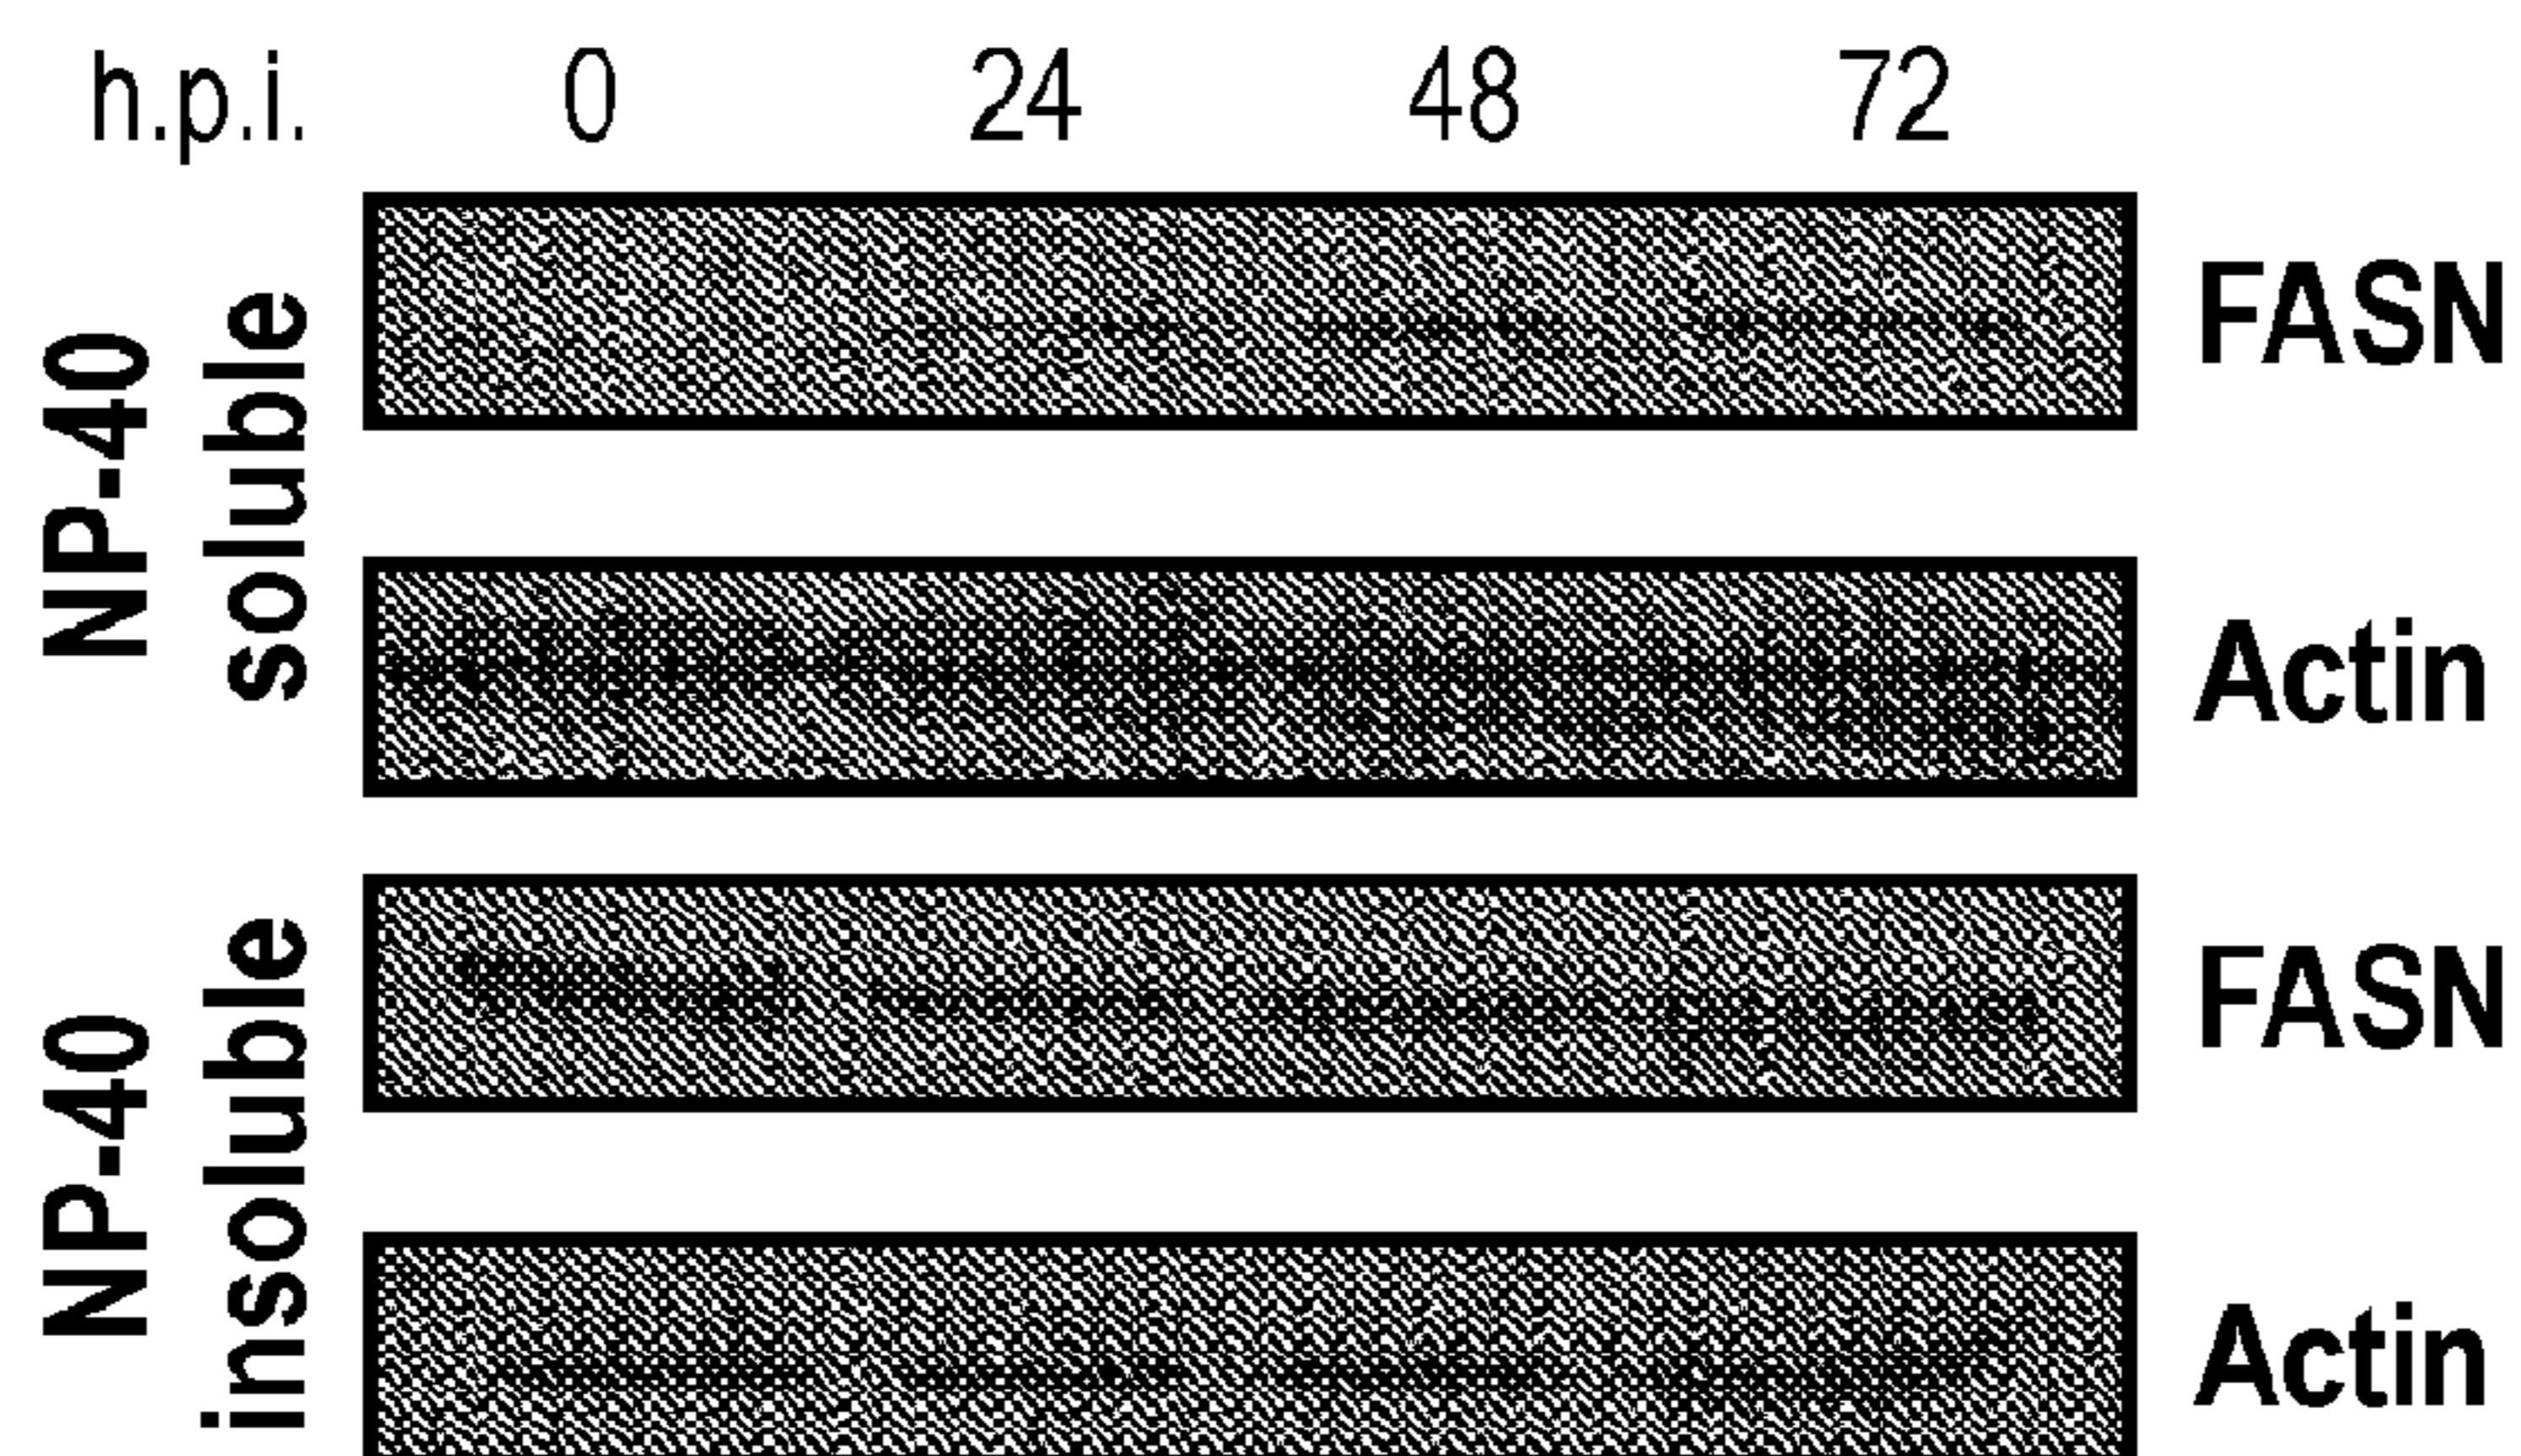 h.p.i. 0 24 48 72
NP-40
soluble
FASN
Actin
NP-40
insoluble
FASN
Actin